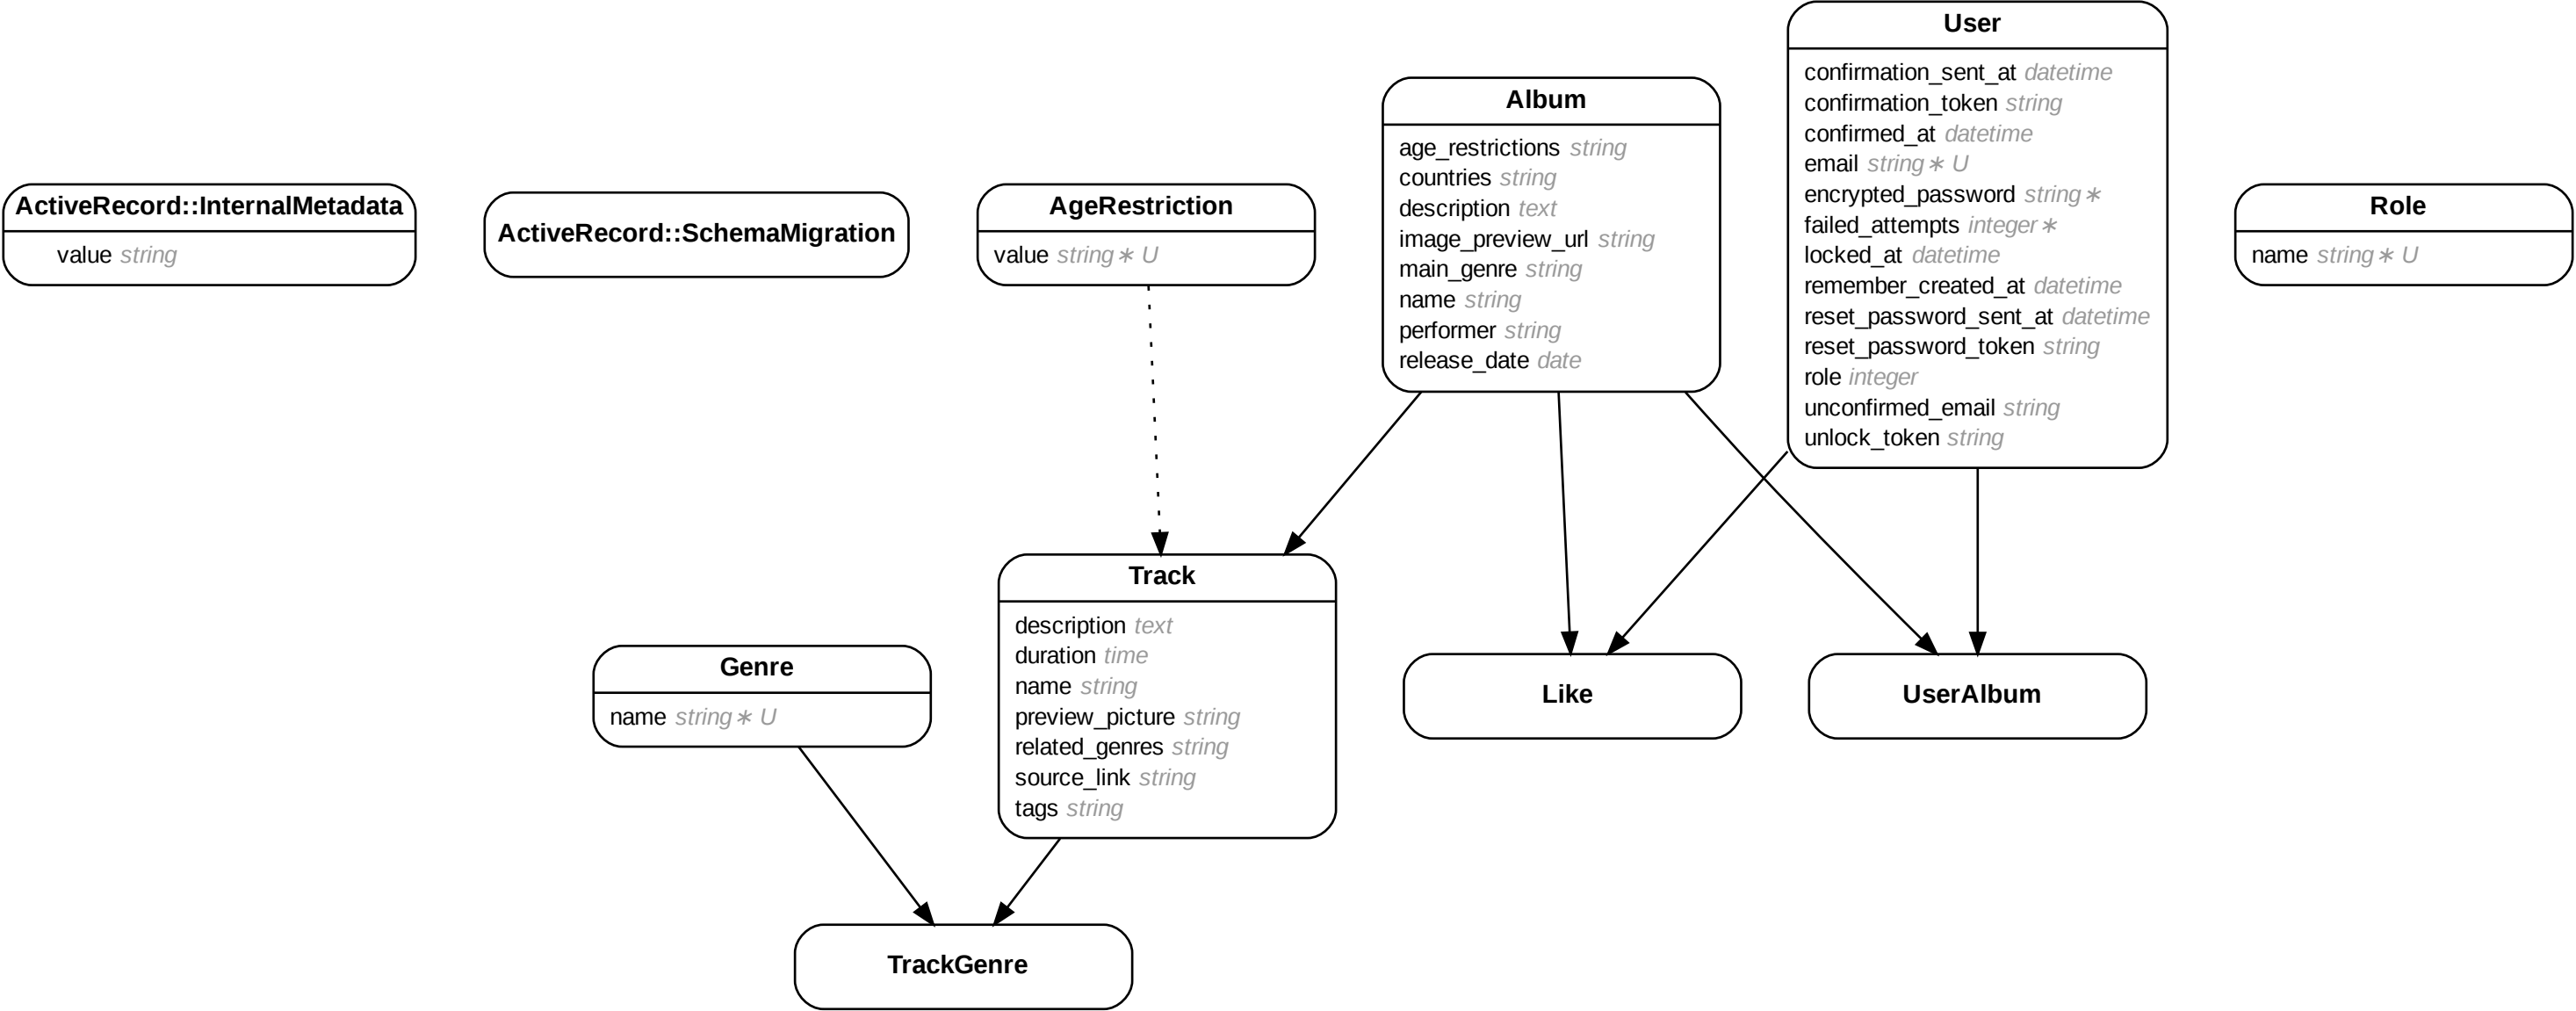 ActiveRecord::InternalMetadata
value string
ActiveRecord::SchemaMigration
AgeRestriction
value string∗ U
Album
age_restrictions string
countries string
description text
image_preview_url string
main_genre string
name string
performer string
release_date date
User
confirmation_sent_at datetime
confirmation_token string
confirmed_at datetime
email string∗ U
encrypted_password string∗
failed_attempts integer∗
locked_at datetime
remember_created_at datetime
reset_password_sent_at datetime
reset_password_token string
role integer
unconfirmed_email string
unlock_token string
Role
name string∗ U
Genre
name string∗ U
Track
description text
duration time
name string
preview_picture string
related_genres string
source_link string
tags string
Like
UserAlbum
TrackGenre